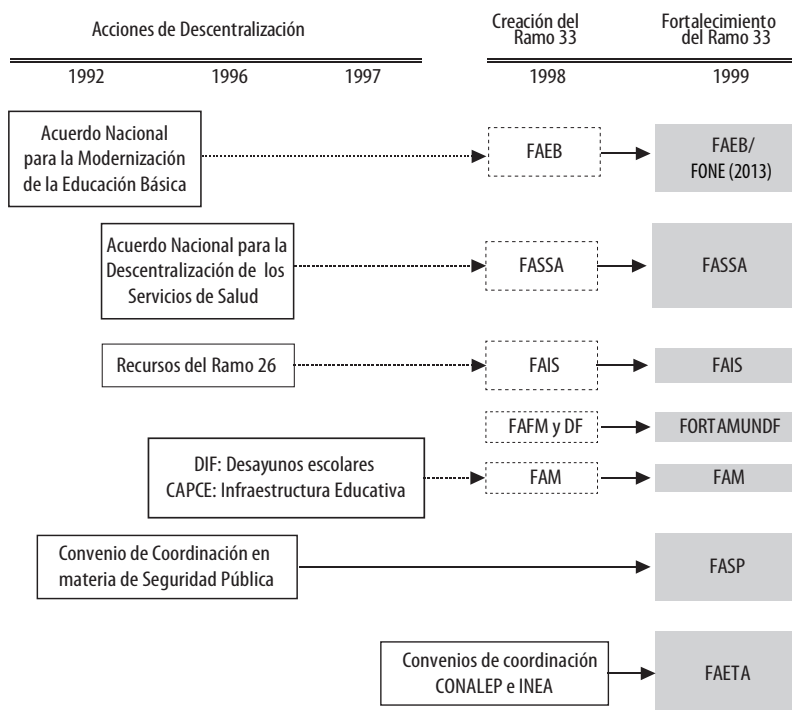 Acciones de Descentralización
Creación del
Ramo 33
Fortalecimiento
del Ramo 33
1992 1996 1997 1998 1999
Acuerdo Nacional
para la Modernización
de la Educación Básica
FAEB
FAEB/
FONE (2013)
Acuerdo Nacional para la
Descentralización de los
Servicios de Salud
FASSA
FASSA
Recursos del Ramo 26
FAIS
FAIS
FAFM y DF
FORTAMUNDF
DIF: Desayunos escolares
CAPCE: Infraestructura Educativa
FAM
FAM
Convenio de Coordinación en
materia de Seguridad Pública
FASP
Convenios de coordinación
CONALEP e INEA
FAETA